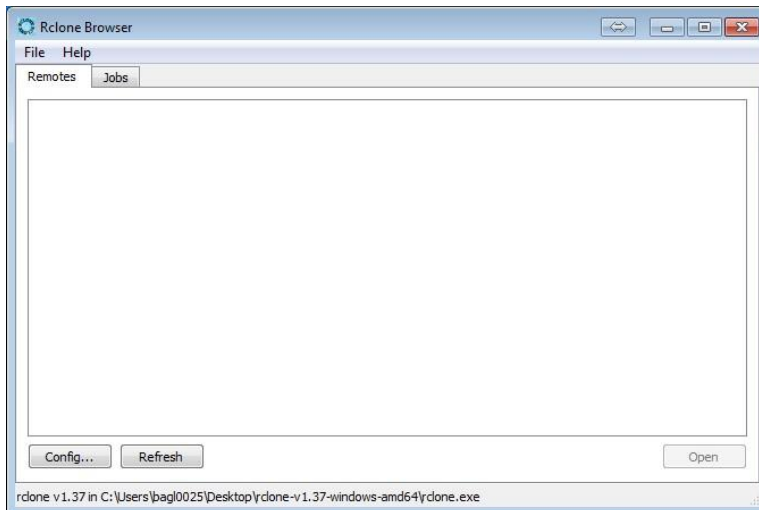 Rclone Browser
File Help
Remotes Jobs
Config... Refresh Open
rclone v1.37 in C:\Users\bagl0025\Desktop\rclone-v1.37-windows-amd64\rclone.exe